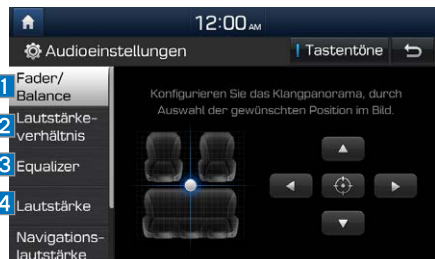 12:00 AM
Audioeinstellungen
Tastentöne
1
Fader/
Balance
2
Lautstärke-
verhältnis
3
Equalizer
4
Lautstärke
Navigations-
lautstärke
Konfigurieren Sie das Klangpanorama, durch
Auswahl der gewünschten Position im Bild.